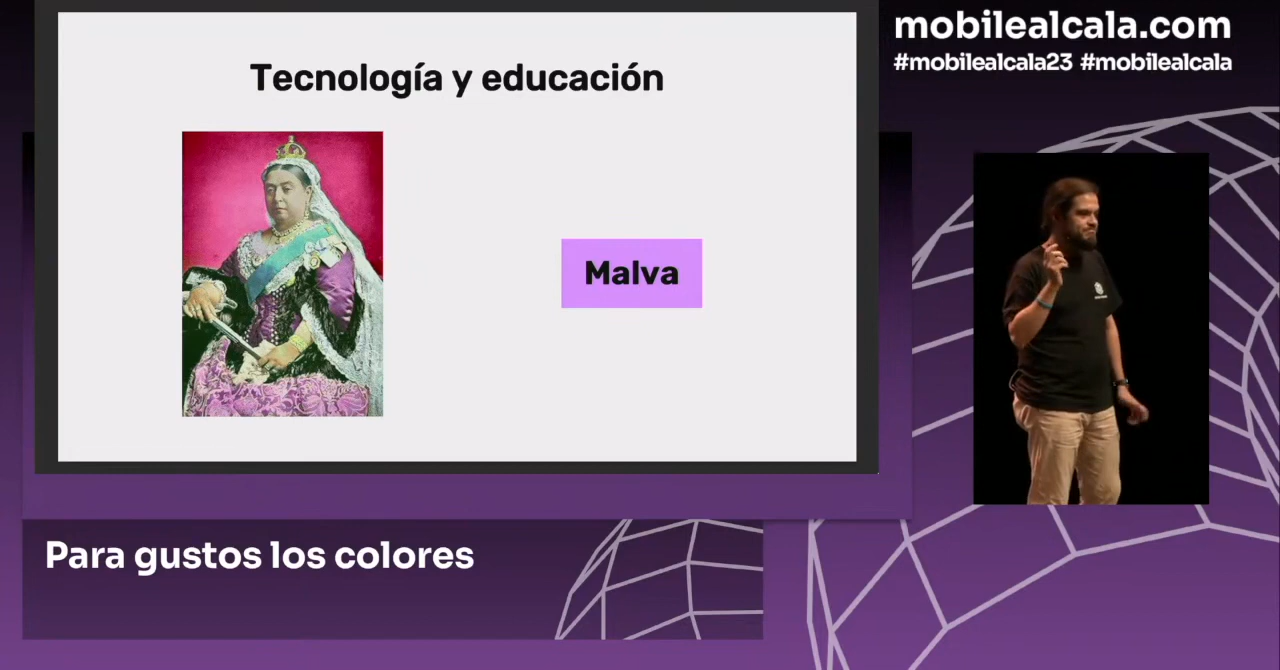 mobilealcala.com
#mobilealcala23 #mobilealcala
Tecnología y educación
Malva
Para gustos los colores